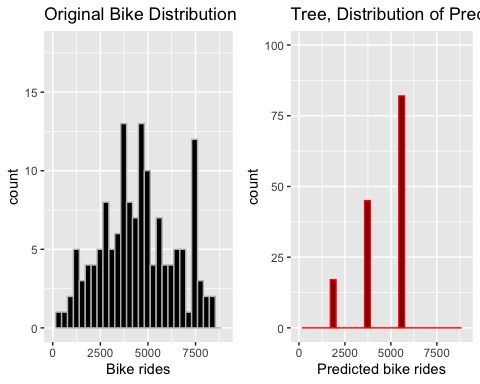 Original Bike Distribution
Tree, Distribution of Pred
count
15
10
5
0
0 2500 5000 7500
Bike rides
count
100
75
50
25
0
0 2500 5000 7500
Predicted bike rides